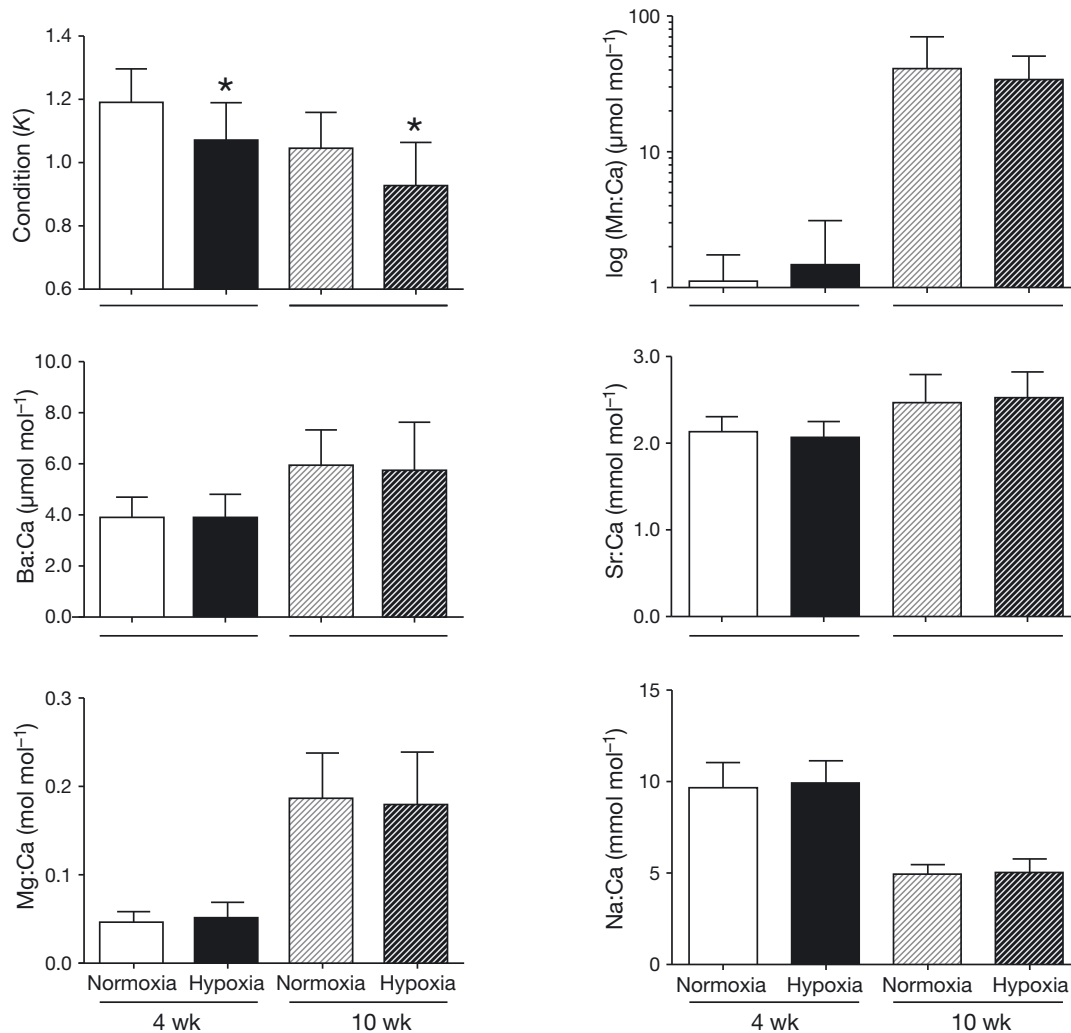 Condition (K)
1.4
1.2
1.0
0.8
0.6
*
*
log (Mn:Ca) (µmol mol⁻¹)
100
10
1
Ba:Ca (µmol mol⁻¹)
10.0
8.0
6.0
4.0
2.0
0.0
Sr:Ca (mmol mol⁻¹)
3.0
2.0
1.0
0.0
Mg:Ca (mol mol⁻¹)
0.3
0.2
0.1
0.0
Normoxia Hypoxia Normoxia Hypoxia
4 wk 10 wk
Na:Ca (mmol mol⁻¹)
15
10
5
0
Normoxia Hypoxia Normoxia Hypoxia
4 wk 10 wk